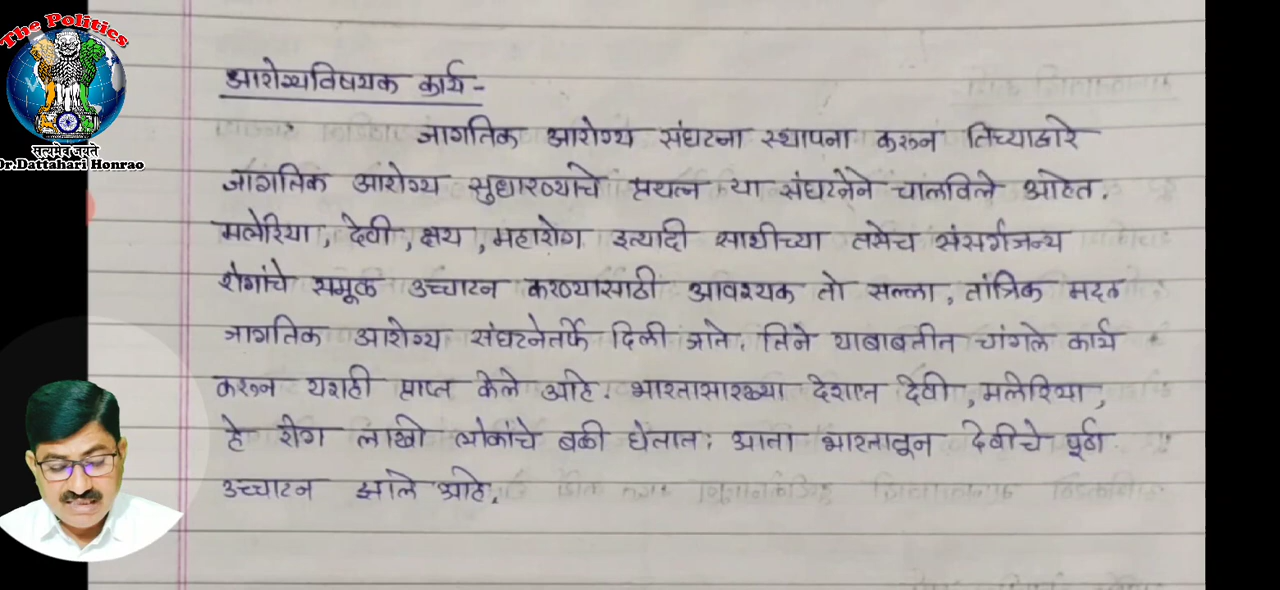 The Politics
सत्यमेव जयते
Dr.Dattahari Honrao
आरोग्यविषयक कार्य -
जागतिक आरोग्य संघटना स्थापना करून तिच्याद्वारे
जागतिक आरोग्य सुधारण्याचे प्रयत्न या संघटनेने चालविले आहेत.
मलेरिया, देवी, क्षय, महारोग इत्यादी साथीच्या तसेच संसर्गजन्य
रोगांचे समूळ उच्चाटन करण्यासाठी आवश्यक तो सल्ला, तांत्रिक मदत
जागतिक आरोग्य संघटनेतर्फे दिली जाते. तिने याबाबतीत चांगले कार्य
करून यशही प्राप्त केले आहे. भारतासारख्या देशात देवी, मलेरिया,
हे रोग लाखो लोकांचे बळी घेतात. आता भारतातून देवीचे पूर्ण
उच्चाटन झाले आहे.